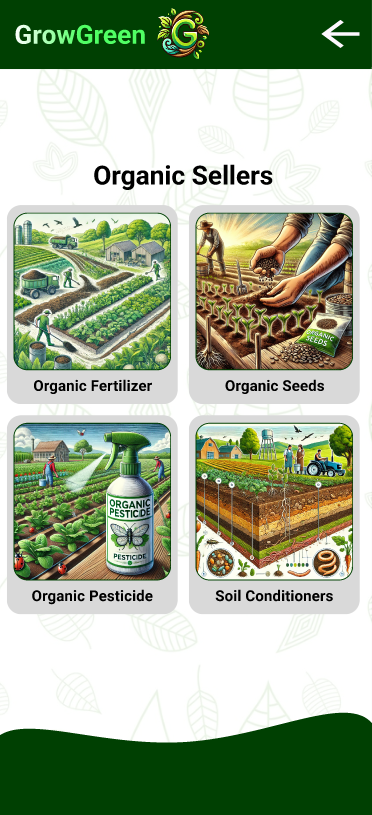 GrowGreen
G
Organic Sellers
ORGANIC
SEEDS
Organic Fertilizer
Organic Seeds
ORGANIC
PESTICIDE
PESTICIDE
Organic Pesticide
Soil Conditioners